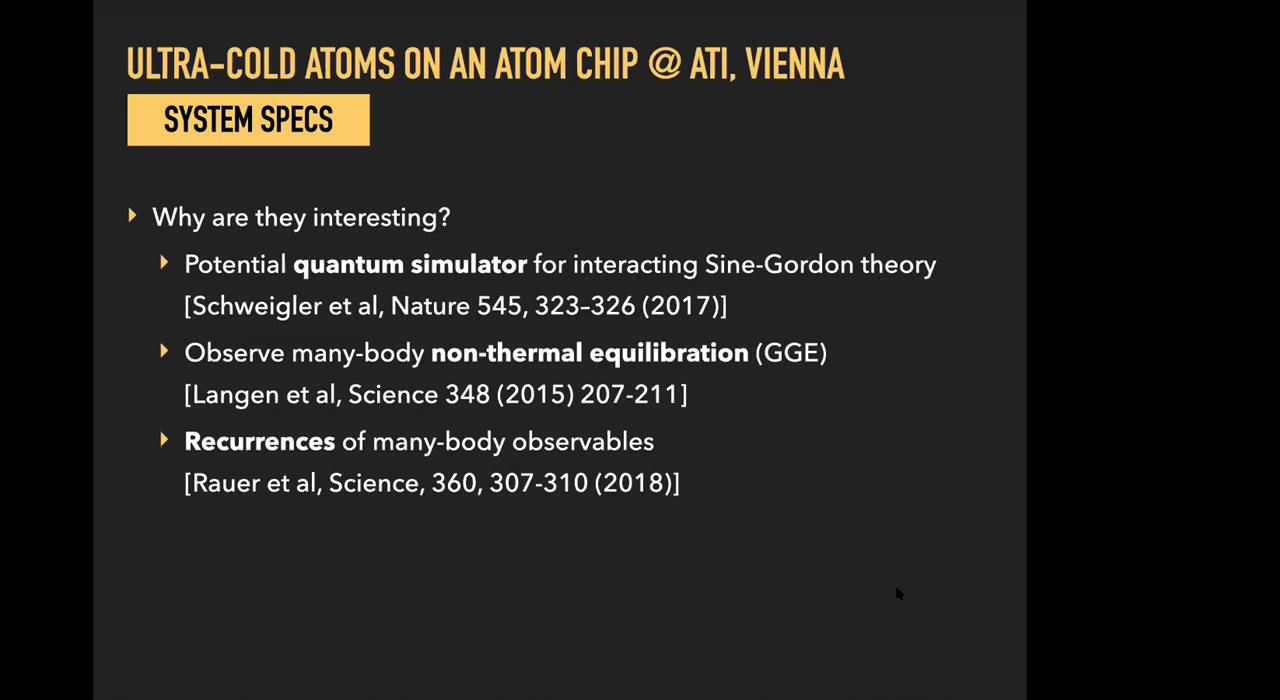 ULTRA-COLD ATOMS ON AN ATOM CHIP @ ATI, VIENNA
SYSTEM SPECS
Why are they interesting?
Potential quantum simulator for interacting Sine-Gordon theory
[Schweigler et al, Nature 545, 323–326 (2017)]
Observe many-body non-thermal equilibration (GGE)
[Langen et al, Science 348 (2015) 207-211]
Recurrences of many-body observables
[Rauer et al, Science, 360, 307-310 (2018)]